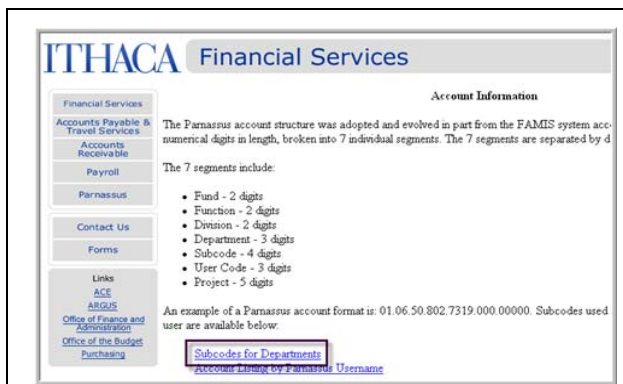 ITHACA Financial Services
Financial Services
Accounts Payable &
Travel Services
Accounts
Receivable
Payroll
Parnassus
Contact Us
Forms
Links
ACE
ARGUS
Office of Finance and
Administration
Office of the Budget
Purchasing
Account Information
The Parnassus account structure was adopted and evolved in part from the FAMIS system acc
numerical digits in length, broken into 7 individual segments. The 7 segments are separated by d
The 7 segments include:
• Fund - 2 digits
• Function - 2 digits
• Division - 2 digits
• Department - 3 digits
• Subcode - 4 digits
• User Code - 3 digits
• Project - 5 digits
An example of a Parnassus account format is: 01.06.50.802.7319.000.00000. Subcodes used
user are available below:
Subcodes for Departments
Account Listing by Parnassus Username